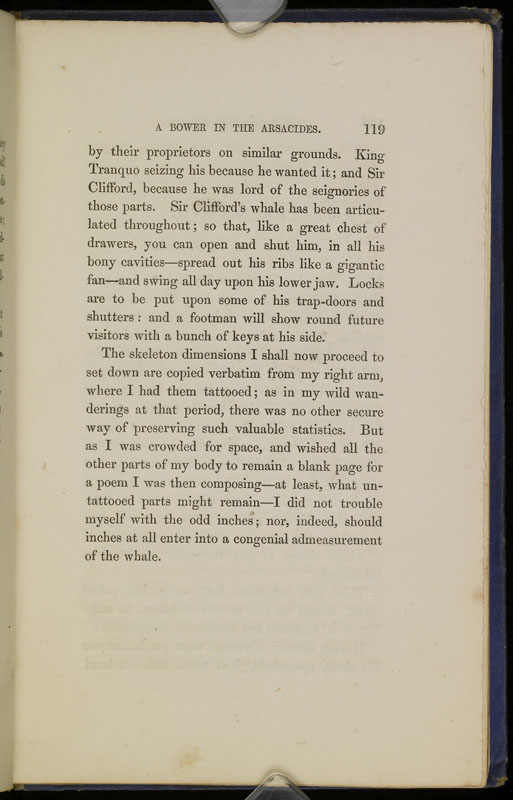 A BOWER IN THE ARSACIDES. 119
by their proprietors on similar grounds. King
Tranquo seizing his because he wanted it; and Sir
Clifford, because he was lord of the seignories of
those parts. Sir Clifford's whale has been articu-
lated throughout; so that, like a great chest of
drawers, you can open and shut him, in all his
bony cavities—spread out his ribs like a gigantic
fan—and swing all day upon his lower jaw. Locks
are to be put upon some of his trap-doors and
shutters: and a footman will show round future
visitors with a bunch of keys at his side.
The skeleton dimensions I shall now proceed to
set down are copied verbatim from my right arm,
where I had them tattooed; as in my wild wan-
derings at that period, there was no other secure
way of preserving such valuable statistics. But
as I was crowded for space, and wished all the
other parts of my body to remain a blank page for
a poem I was then composing—at least, what un-
tattooed parts might remain—I did not trouble
myself with the odd inches; nor, indeed, should
inches at all enter into a congenial admeasurement
of the whale.